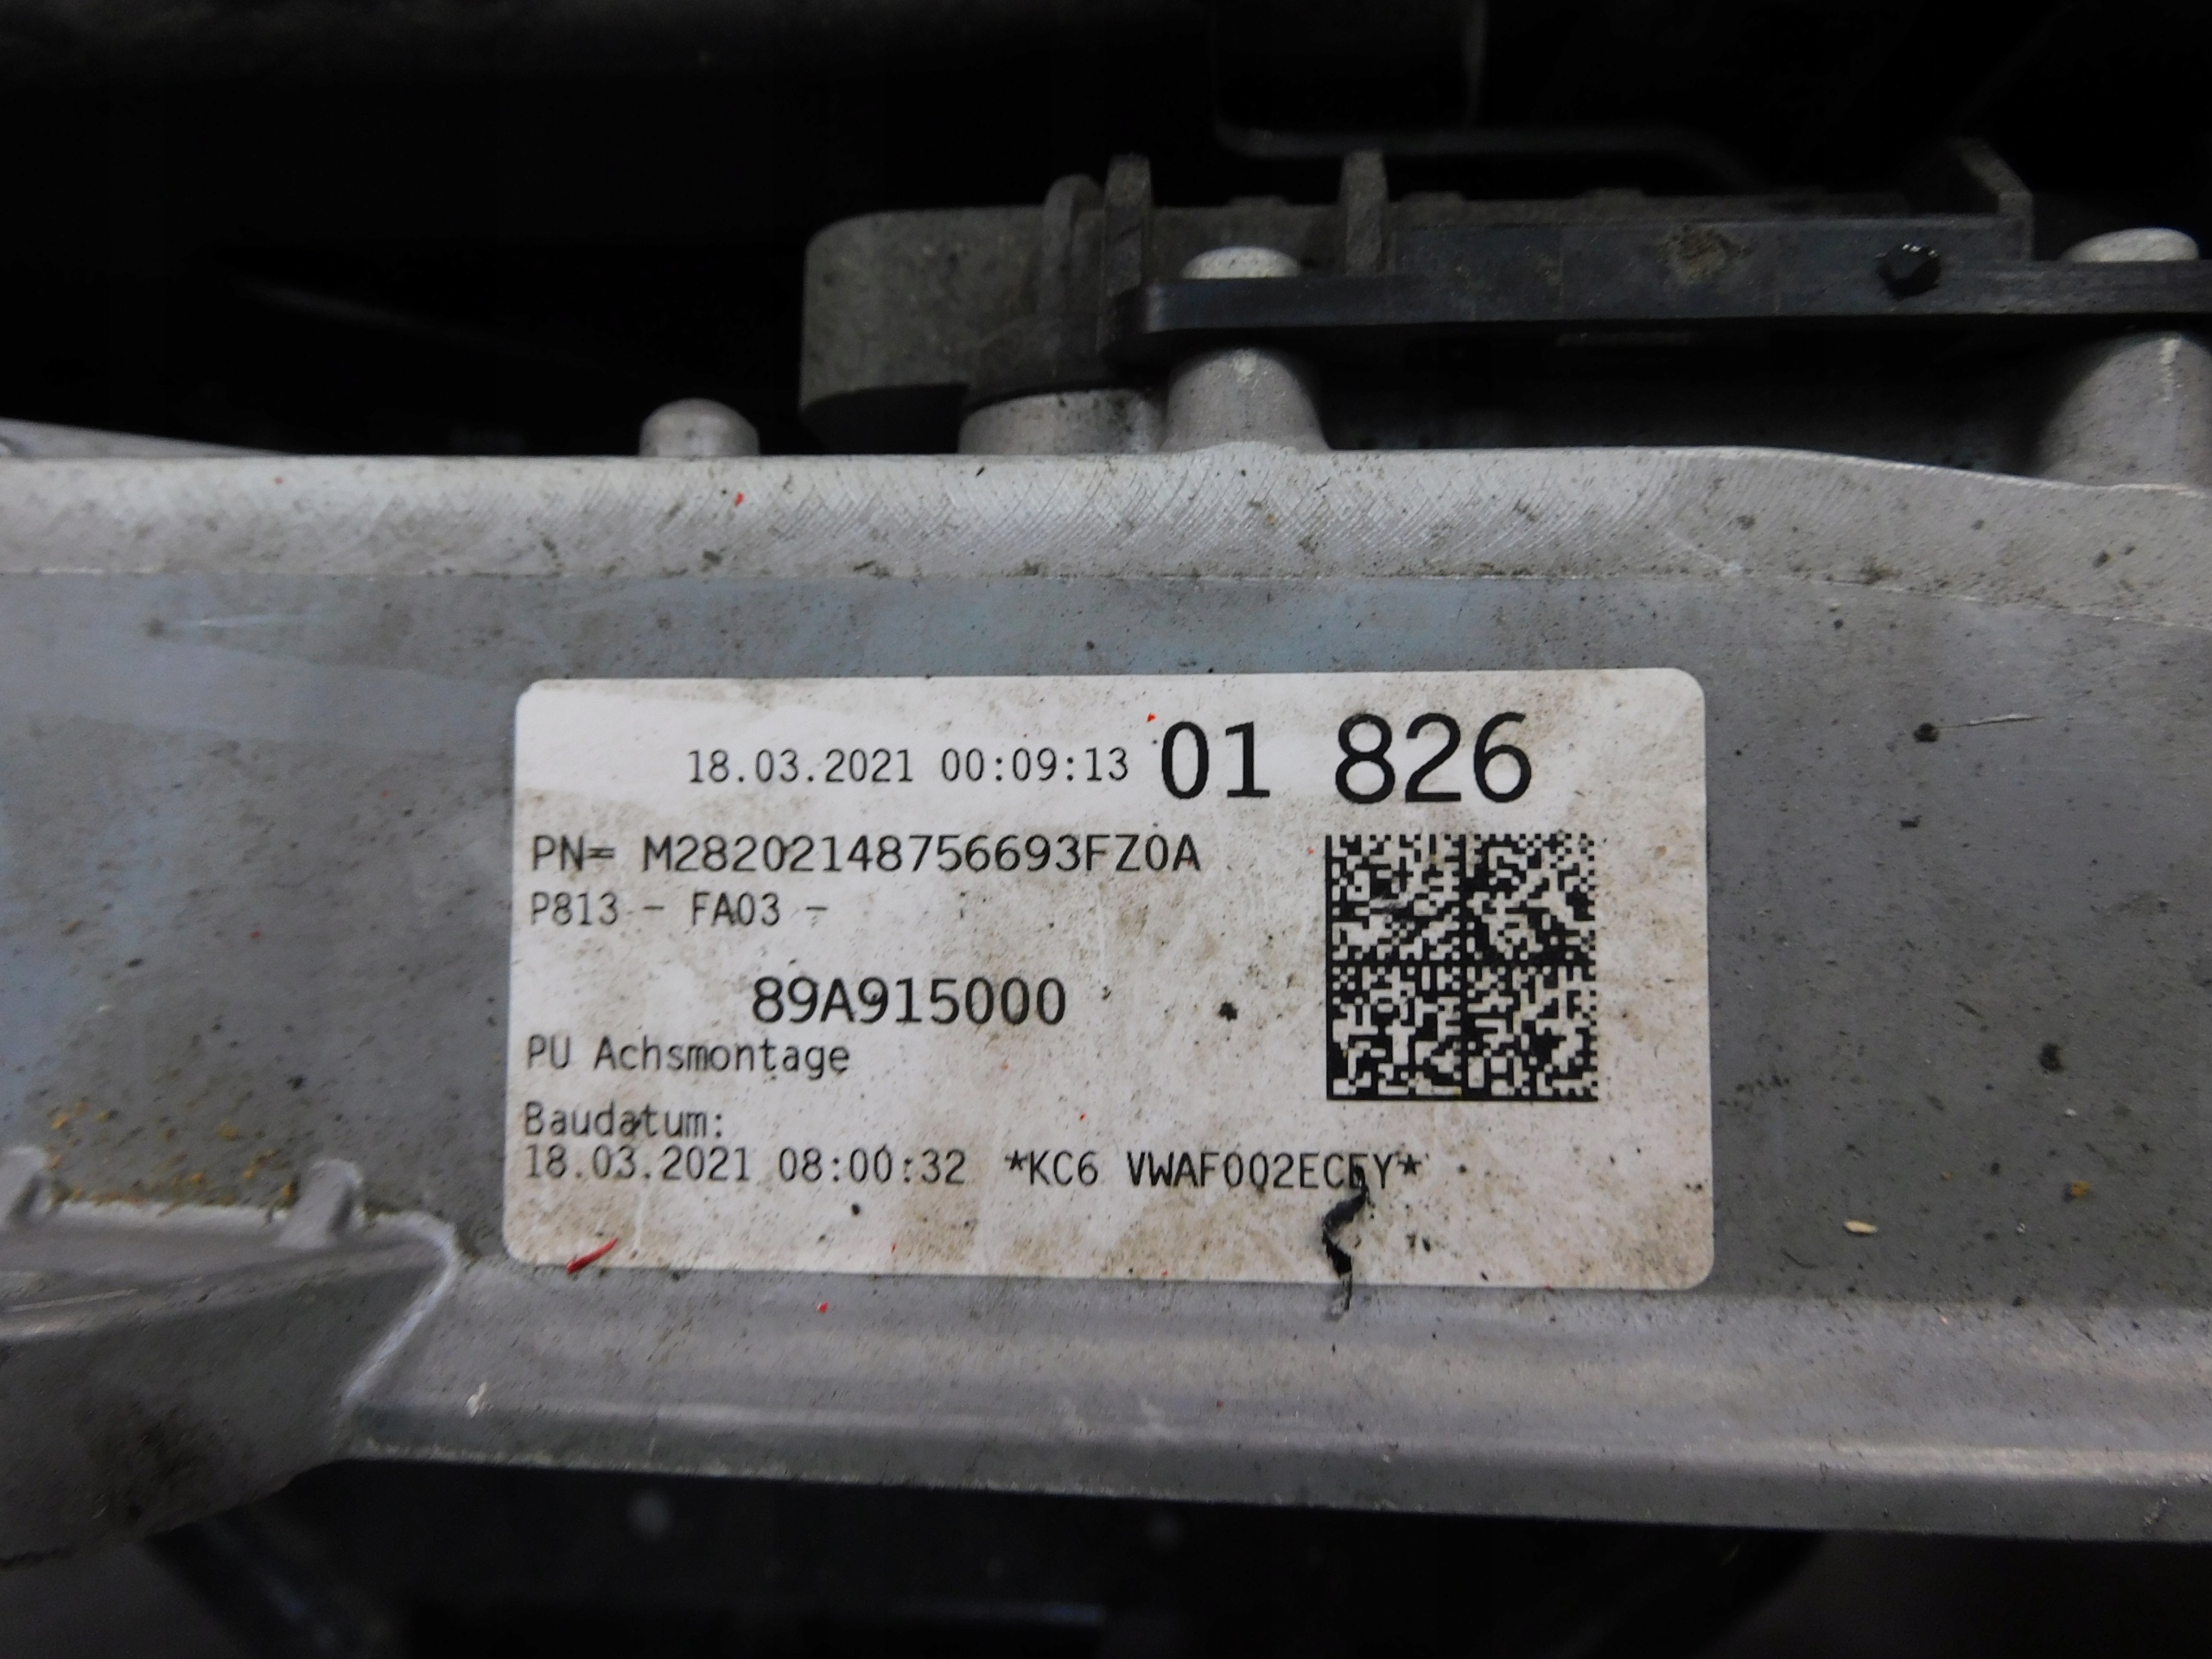 18.03.2021 00:09:13 01 826
PN= M28202148756693FZ0A
P813 - FA03 -
89A915000
PU Achsmontage
Baudatum:
18.03.2021 08:00:32 *KC6 VWAF002ECEY*